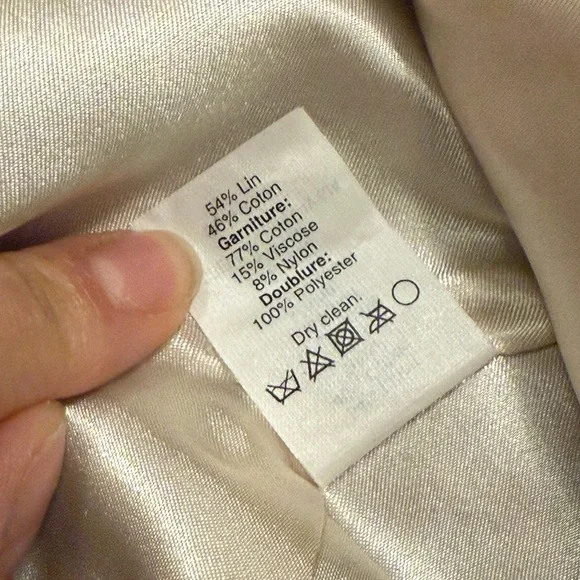 54% Lin
46% Coton
Garniture:
77% Coton
15% Viscose
8% Nylon
Doublure:
100% Polyester
Dry clean.